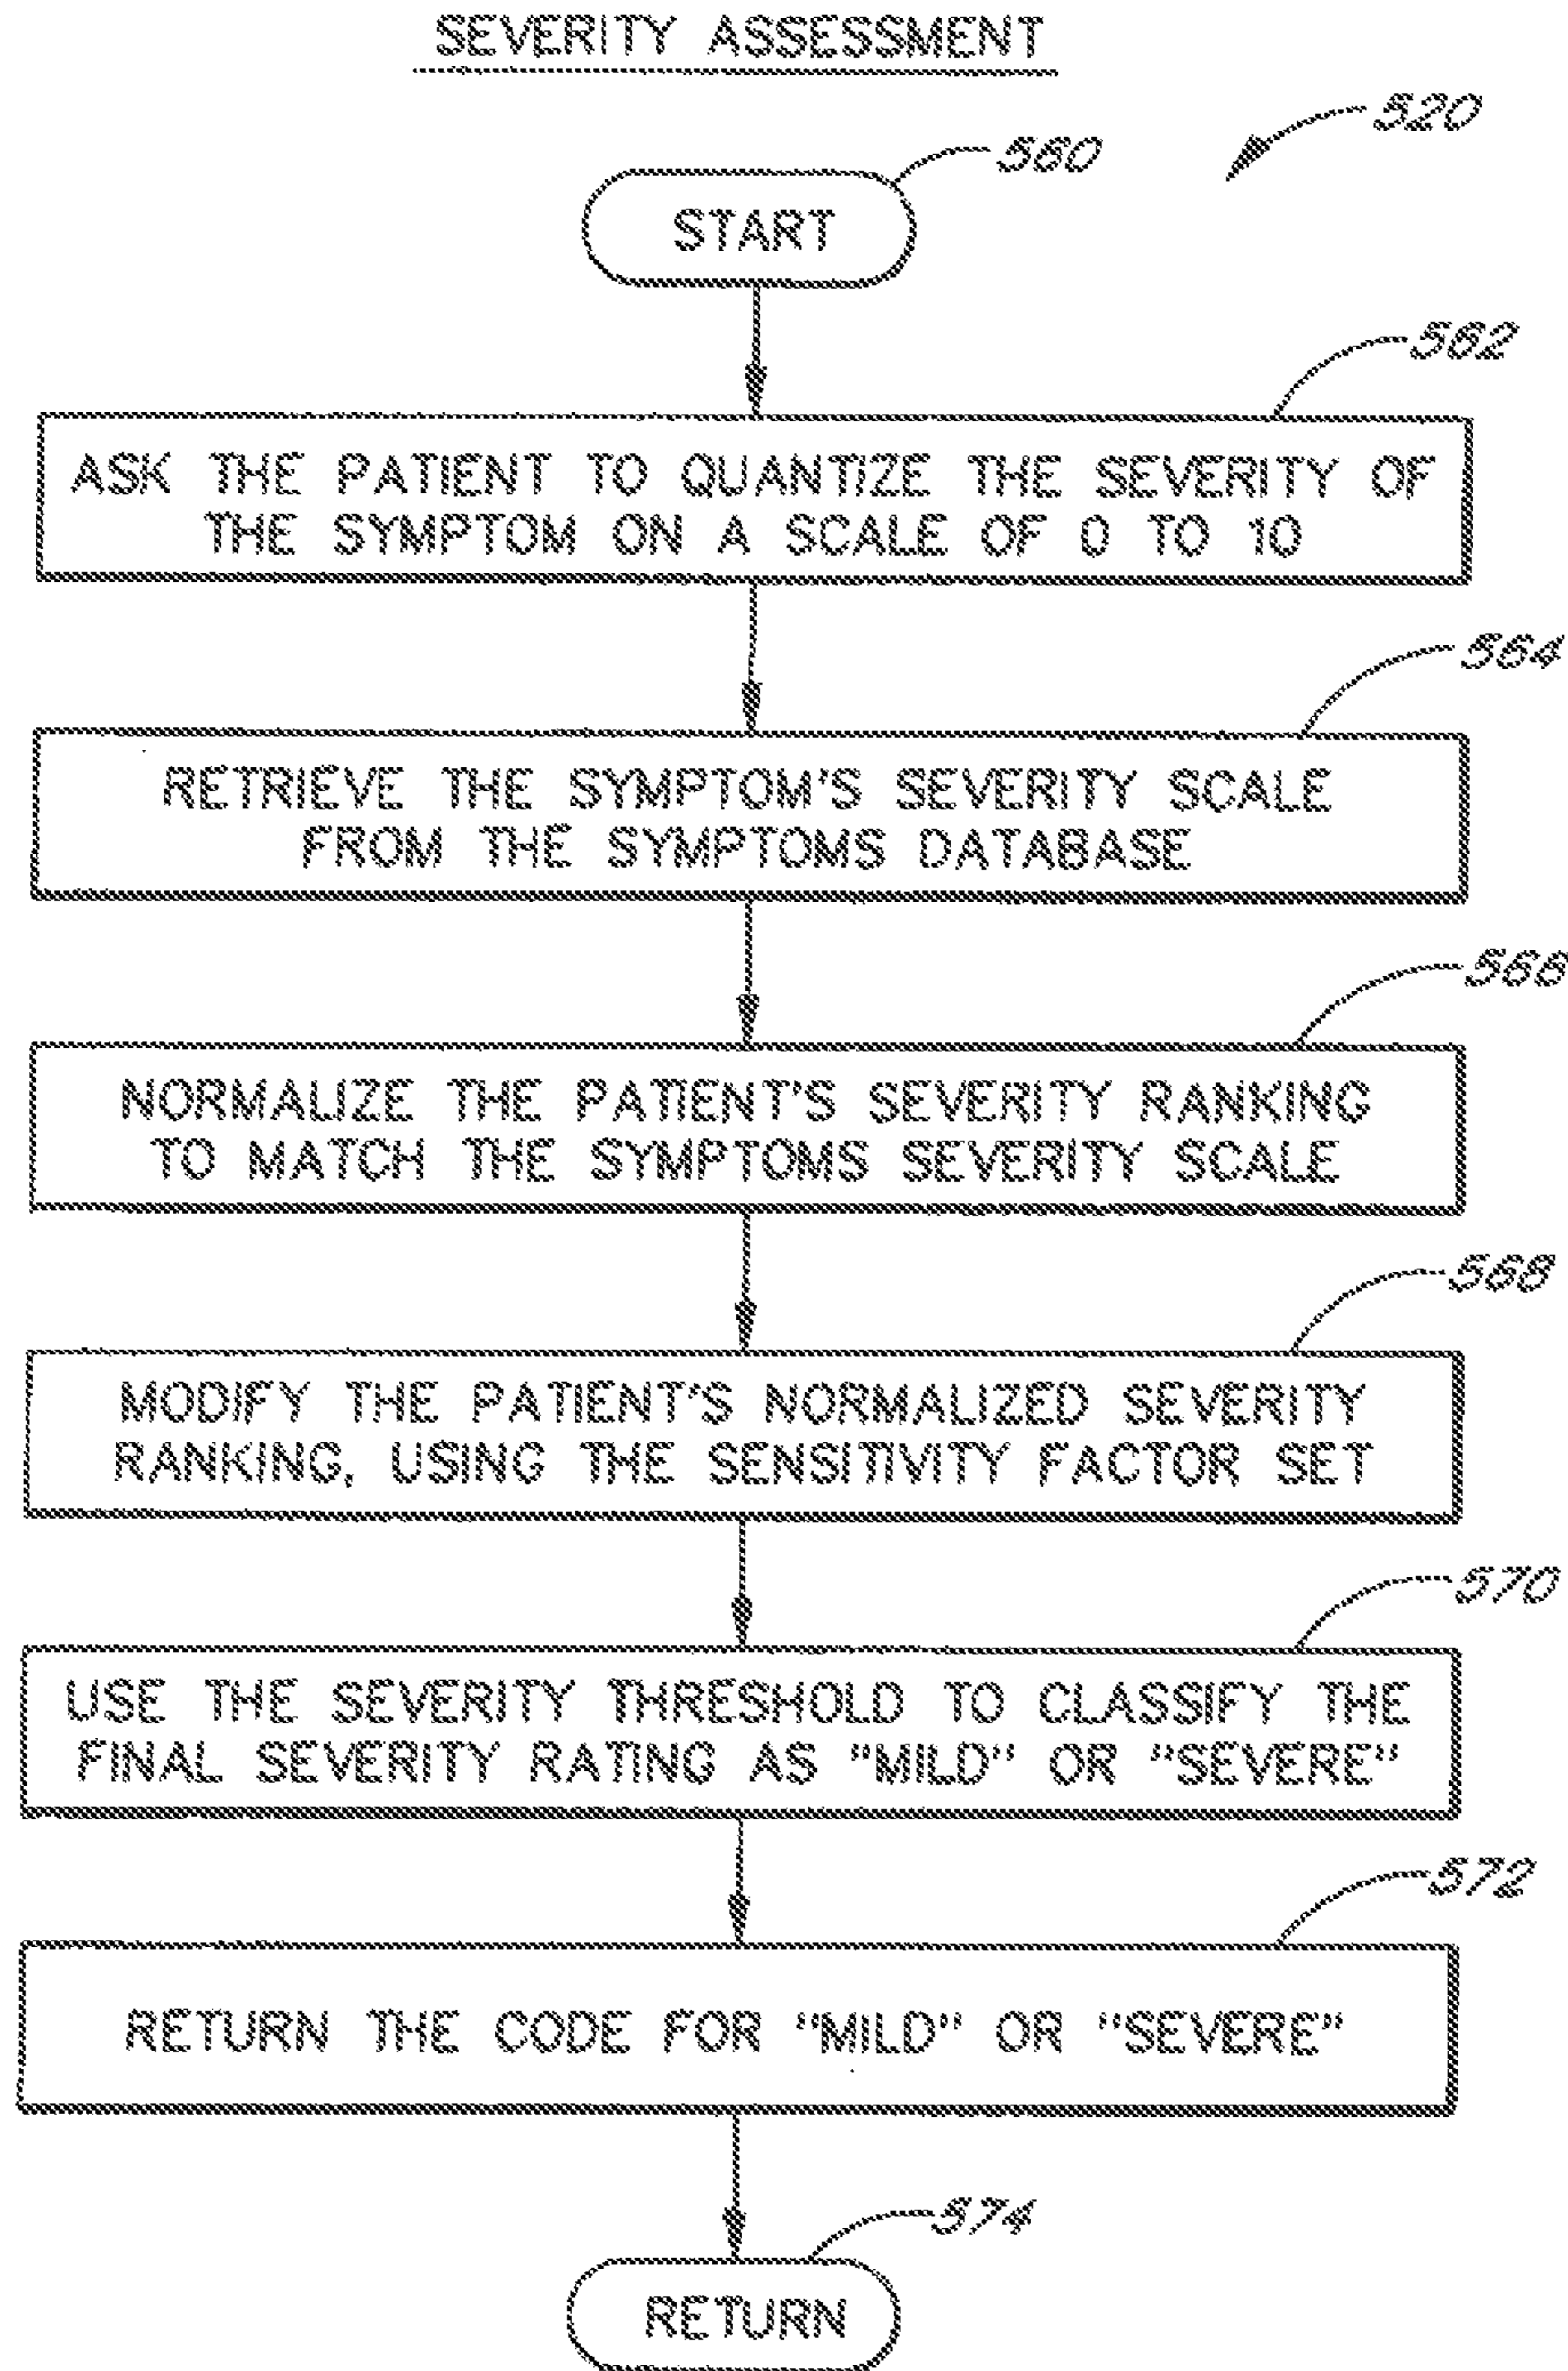 SEVERITY ASSESSMENT
520
560
START
562
ASK THE PATIENT TO QUANTIZE THE SEVERITY OF
THE SYMPTOM ON A SCALE OF 0 TO 10
564
RETRIEVE THE SYMPTOM'S SEVERITY SCALE
FROM THE SYMPTOMS DATABASE
566
NORMALIZE THE PATIENT'S SEVERITY RANKING
TO MATCH THE SYMPTOMS SEVERITY SCALE
568
MODIFY THE PATIENT'S NORMALIZED SEVERITY
RANKING, USING THE SENSITIVITY FACTOR SET
570
USE THE SEVERITY THRESHOLD TO CLASSIFY THE
FINAL SEVERITY RATING AS "MILD" OR "SEVERE"
572
RETURN THE CODE FOR "MILD" OR "SEVERE"
574
RETURN